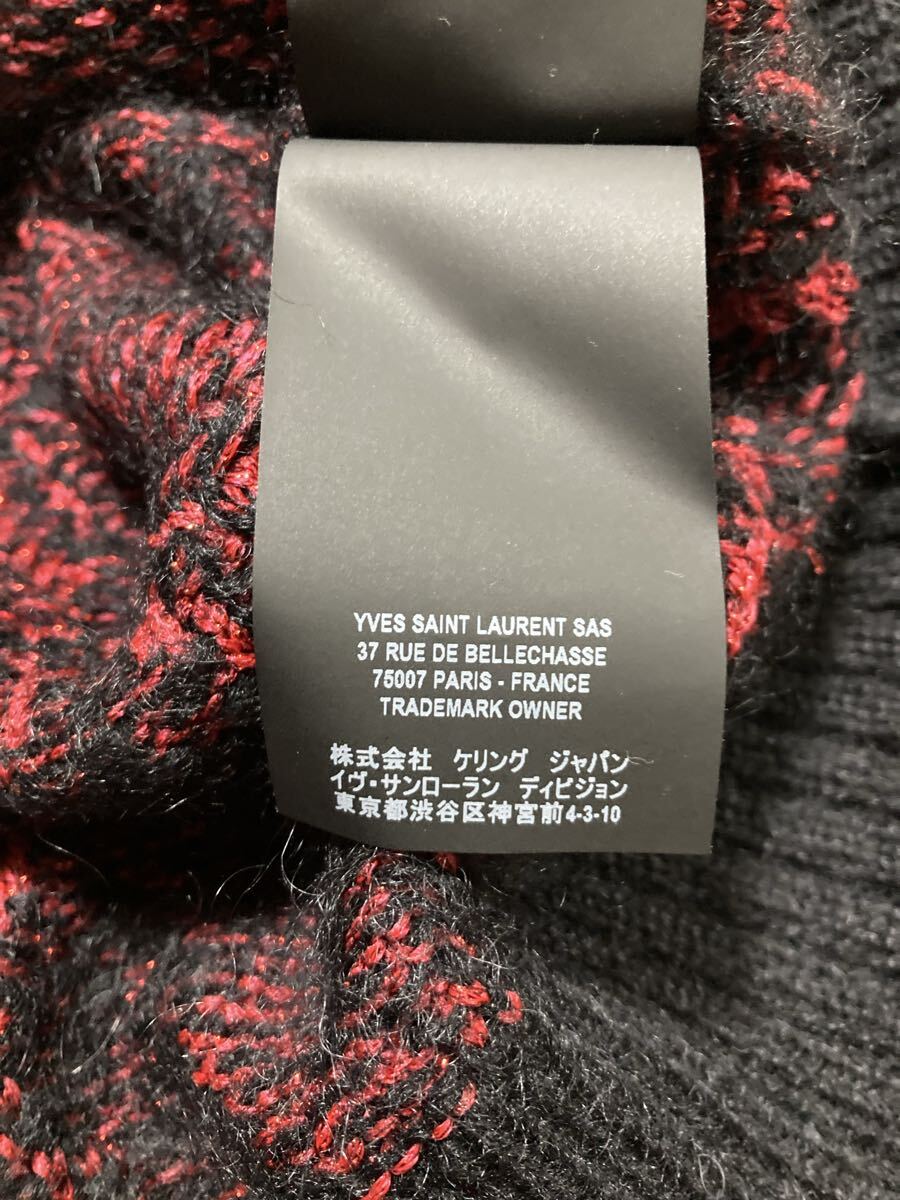 YVES SAINT LAURENT SAS
37 RUE DE BELLECHASSE
75007 PARIS - FRANCE
TRADEMARK OWNER
株式会社 ケリング ジャパン
イヴ・サンローラン ディビジョン
東京都渋谷区神宮前4-3-10